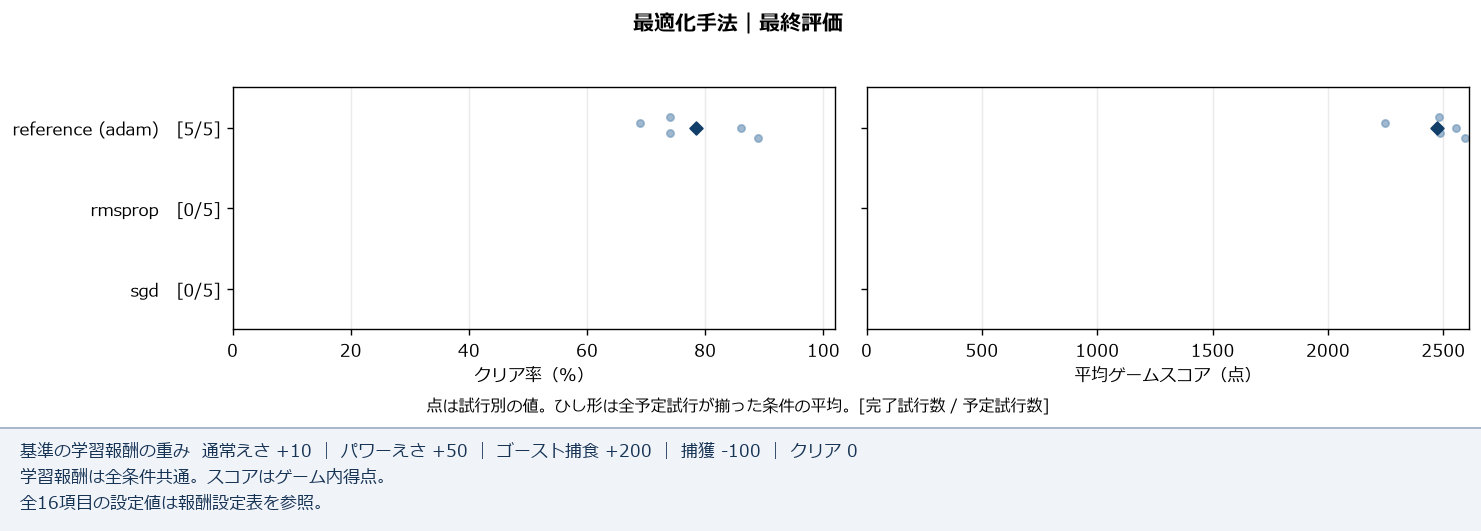 最適化手法｜最終評価
reference (adam) [5/5]
rmsprop [0/5]
sgd [0/5]
0 20 40 60 80 100
クリア率（%）
0 500 1000 1500 2000 2500
平均ゲームスコア（点）
点は試行別の値。ひし形は全予定試行が揃った条件の平均。[完了試行数 / 予定試行数]
基準の学習報酬の重み 通常えさ +10 ｜ パワーえさ +50 ｜ ゴースト捕食 +200 ｜ 捕獲 -100 ｜ クリア 0
学習報酬は全条件共通。スコアはゲーム内得点。
全16項目の設定値は報酬設定表を参照。